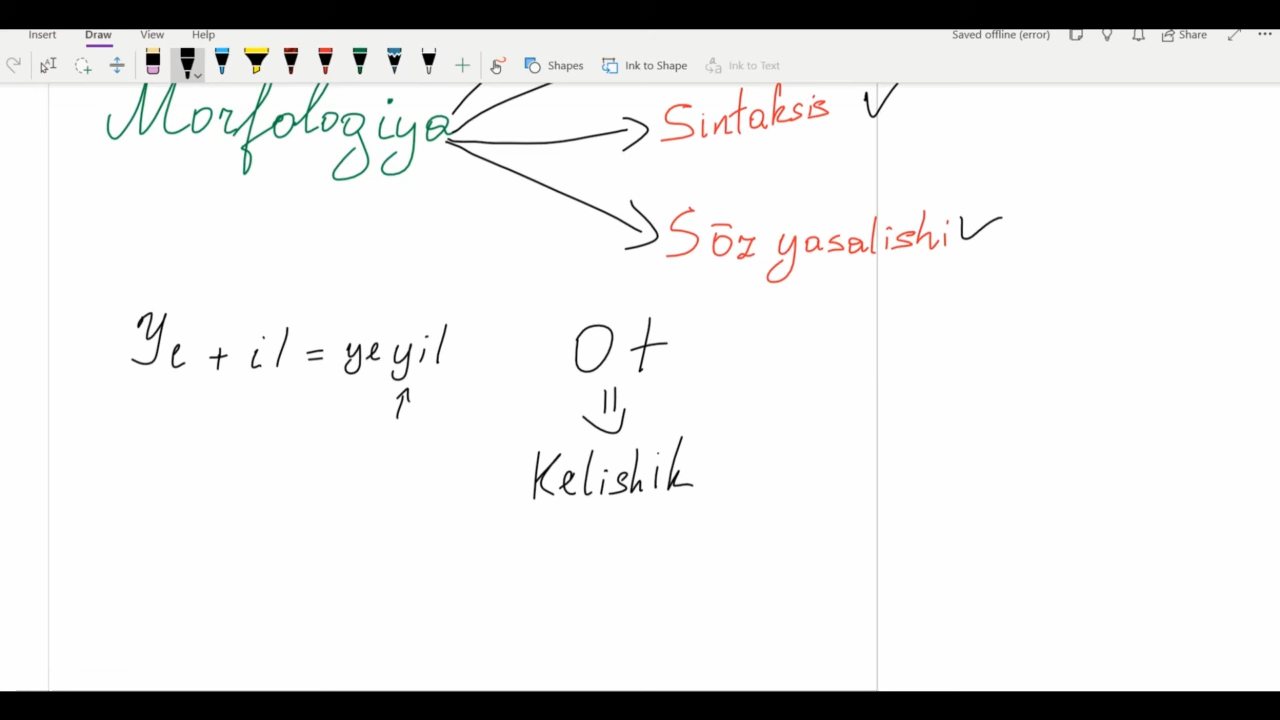 Insert Draw View Help Saved offline (error) Share
Shapes Ink to Shape Ink to Text
Morfologiya
Sintaksis
Sōz yasalishi
Ye + il = yeyil
Ot
Kelishik